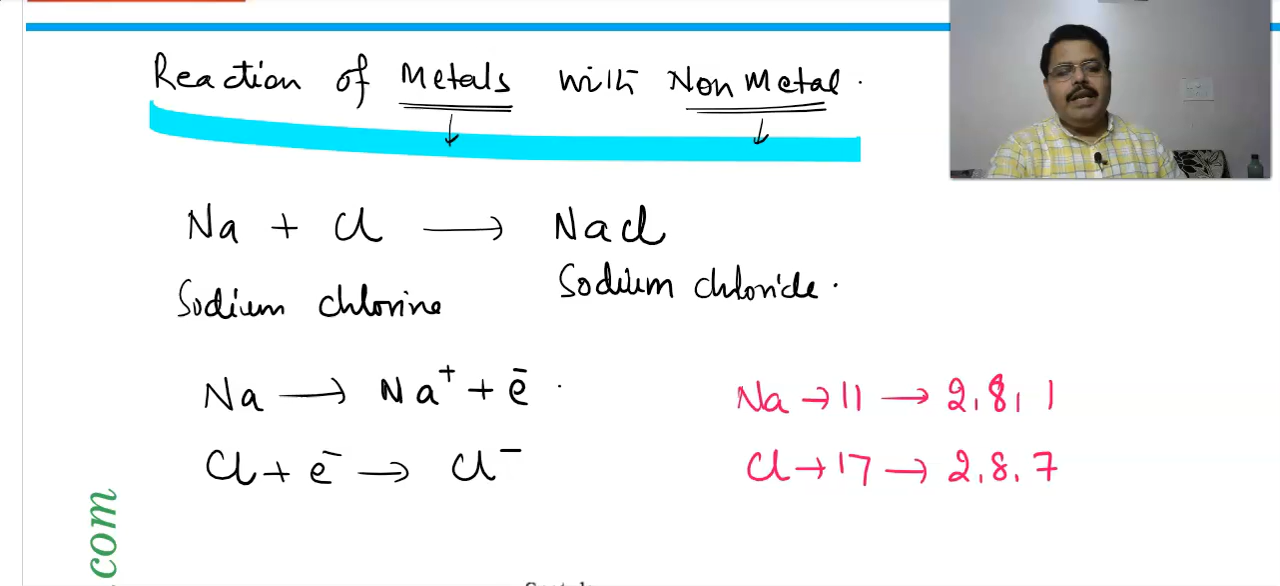 Reaction of Metals with Non Metal.
Na + Cl → NaCl
Sodium chlorine Sodium chloride.
Na → Na⁺ + e⁻
Cl + e⁻ → Cl⁻
Na → 11 → 2, 8, 1
Cl → 17 → 2, 8, 7
.com